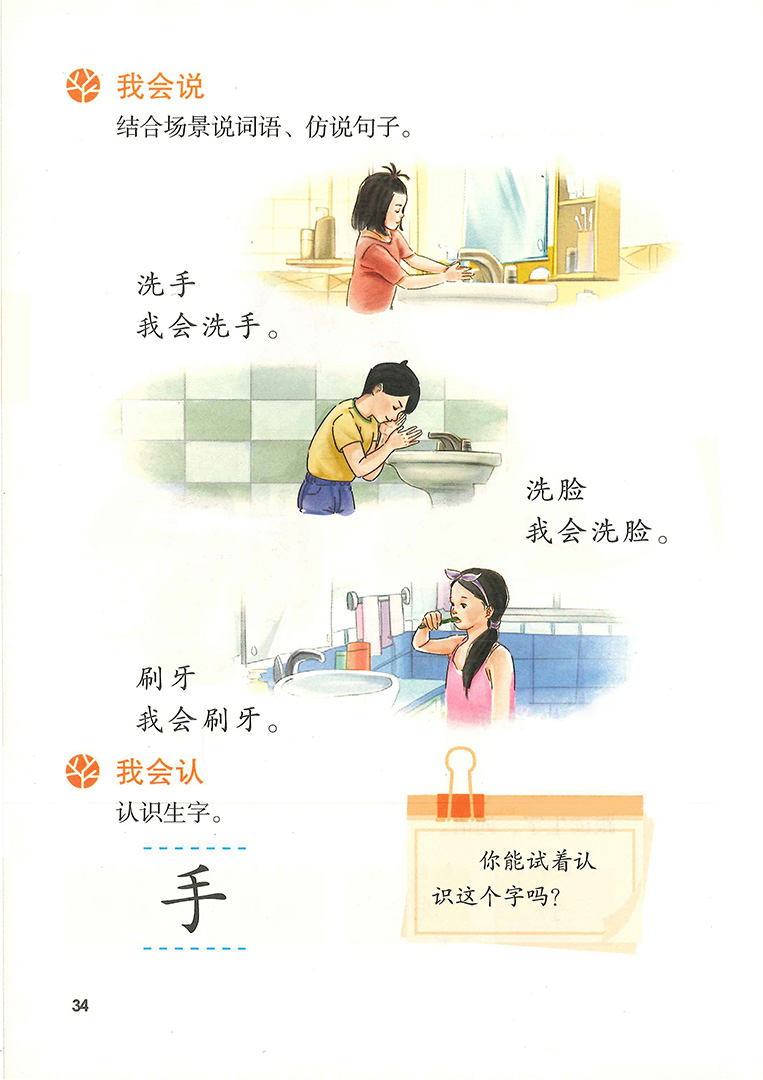 我会说
结合场景说词语、仿说句子。
洗手
我会洗手。
洗脸
我会洗脸。
刷牙
我会刷牙。
我会认
认识生字。
手
你能试着认
识这个字吗？
34